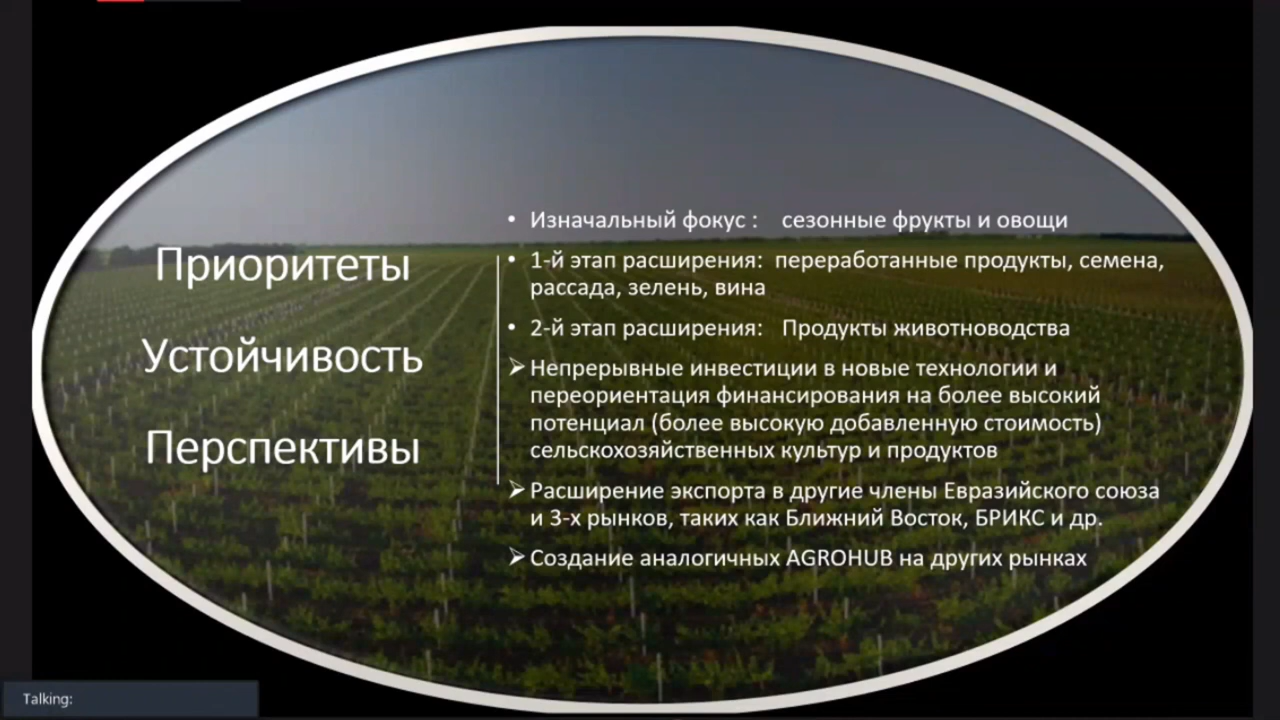 Приоритеты
Устойчивость
Перспективы
• Изначальный фокус : сезонные фрукты и овощи
• 1-й этап расширения: переработанные продукты, семена,
рассада, зелень, вина
• 2-й этап расширения: Продукты животноводства
➢ Непрерывные инвестиции в новые технологии и
переориентация финансирования на более высокий
потенциал (более высокую добавленную стоимость)
сельскохозяйственных культур и продуктов
➢ Расширение экспорта в другие члены Евразийского союза
и 3-х рынков, таких как Ближний Восток, БРИКС и др.
➢ Создание аналогичных AGROHUB на других рынках
Talking: